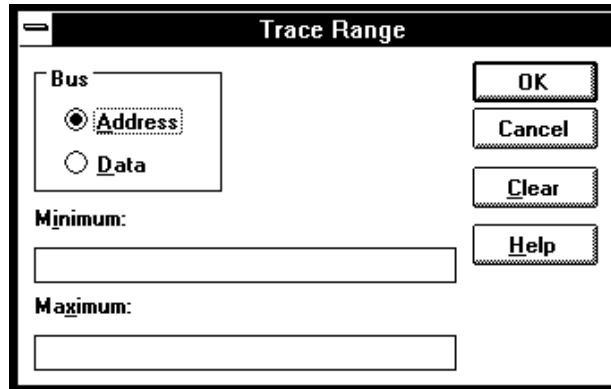 Trace Range
Bus
Address
Data
Minimum:
Maximum:
OK
Cancel
Clear
Help